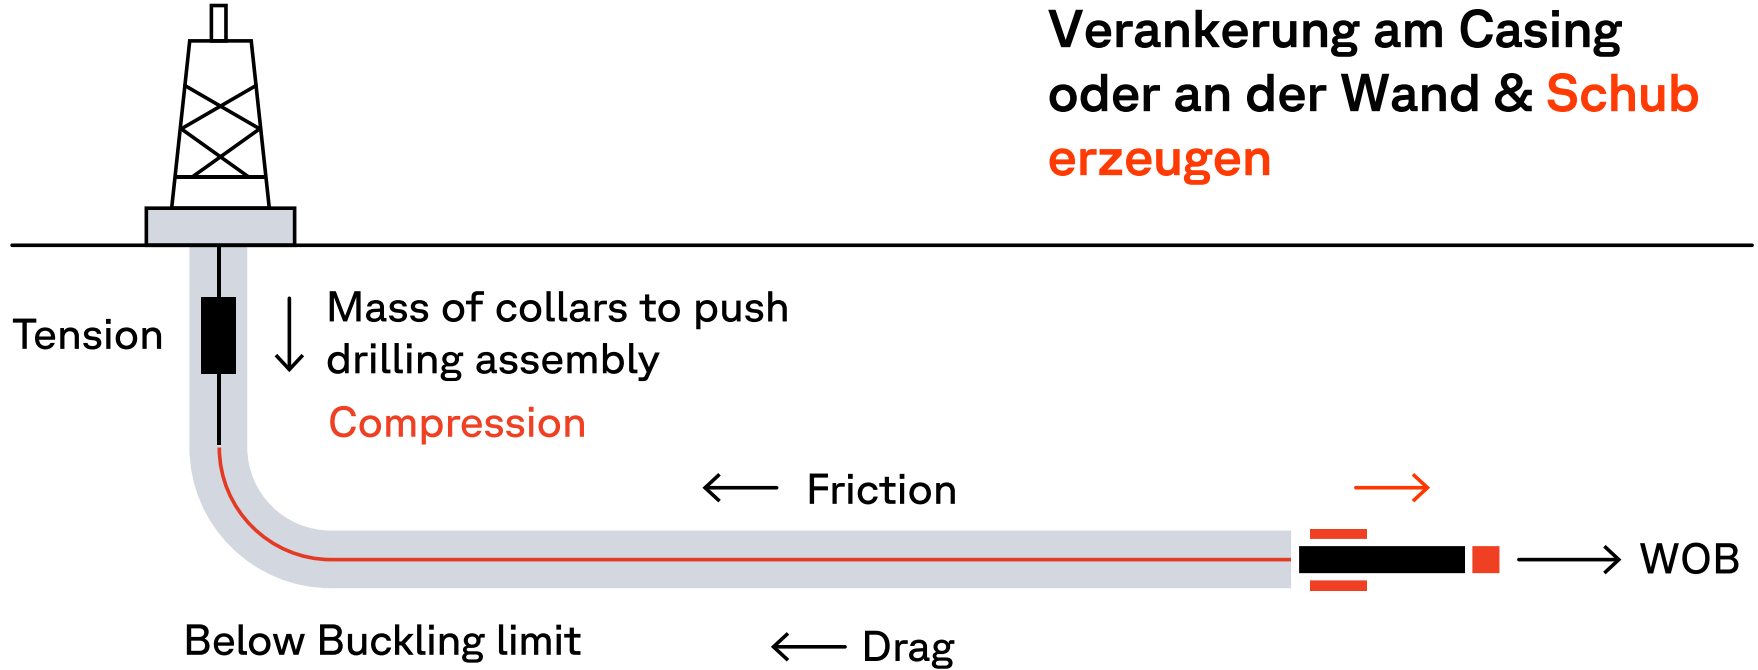 Verankerung am Casing
oder an der Wand & Schub
erzeugen
Tension
Mass of collars to push
drilling assembly
Compression
Friction
WOB
Below Buckling limit
Drag